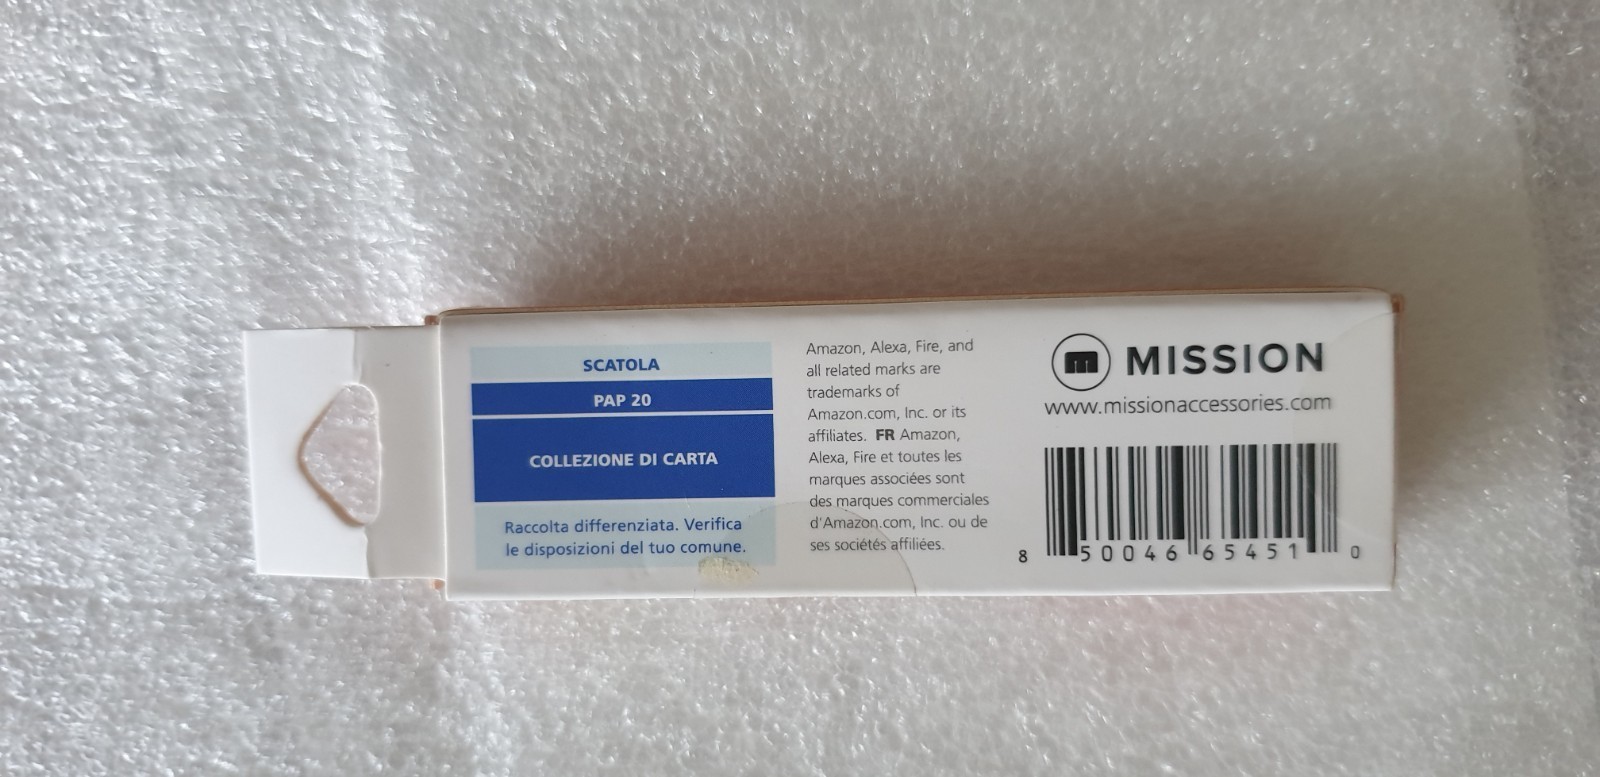 SCATOLA
PAP 20
COLLEZIONE DI CARTA
Raccolta differenziata. Verifica
le disposizioni del tuo comune.
Amazon, Alexa, Fire, and
all related marks are
trademarks of
Amazon.com, Inc. or its
affiliates. FR Amazon,
Alexa, Fire et toutes les
marques associées sont
des marques commerciales
d'Amazon.com, Inc. ou de
ses sociétés affiliées.
m MISSION
www.missionaccessories.com
8 50046 65451 0